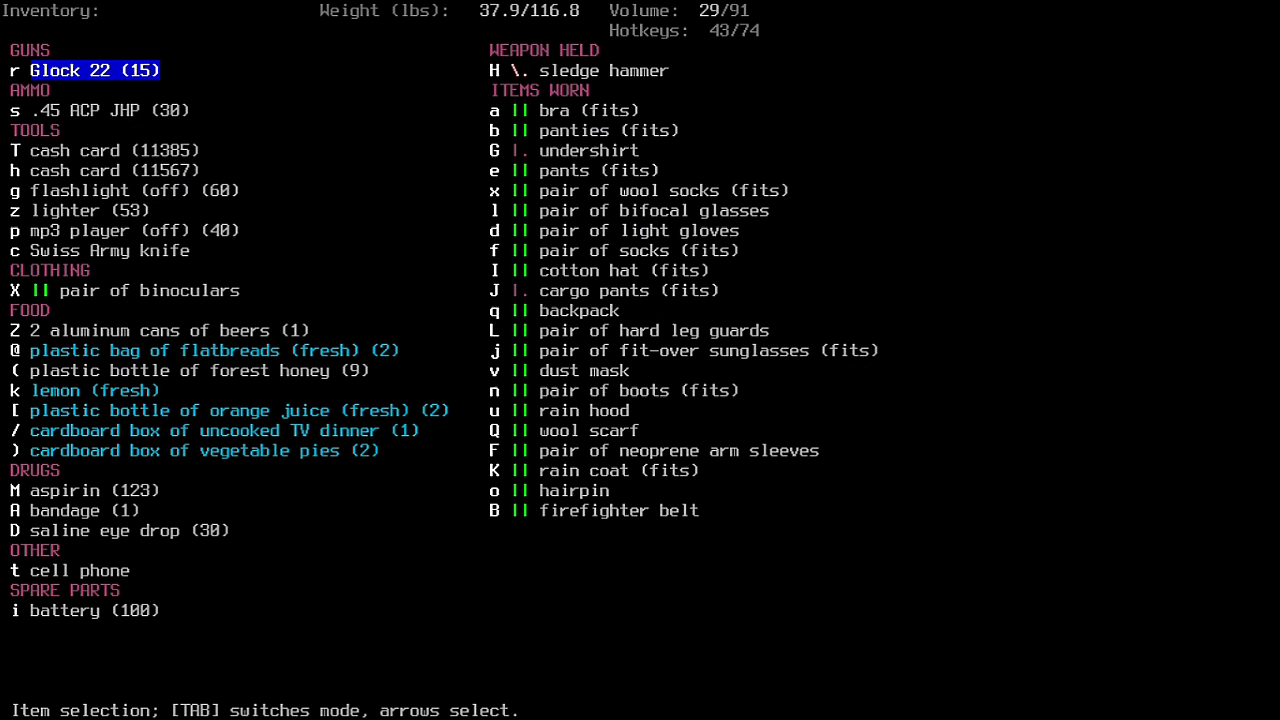 Inventory: Weight (lbs): 37.9/116.8 Volume: 29/91
Hotkeys: 43/74
GUNS
r Glock 22 (15)
AMMO
s .45 ACP JHP (30)
TOOLS
T cash card (11385)
h cash card (11567)
g flashlight (off) (60)
z lighter (53)
p mp3 player (off) (40)
c Swiss Army knife
CLOTHING
X || pair of binoculars
FOOD
Z 2 aluminum cans of beers (1)
@ plastic bag of flatbreads (fresh) (2)
( plastic bottle of forest honey (9)
k lemon (fresh)
[ plastic bottle of orange juice (fresh) (2)
/ cardboard box of uncooked TV dinner (1)
) cardboard box of vegetable pies (2)
DRUGS
M aspirin (123)
A bandage (1)
D saline eye drop (30)
OTHER
t cell phone
SPARE PARTS
i battery (100)
WEAPON HELD
H \. sledge hammer
ITEMS WORN
a || bra (fits)
b || panties (fits)
G |. undershirt
e || pants (fits)
x || pair of wool socks (fits)
l || pair of bifocal glasses
d || pair of light gloves
f || pair of socks (fits)
I || cotton hat (fits)
J |. cargo pants (fits)
q || backpack
L || pair of hard leg guards
j || pair of fit-over sunglasses (fits)
v || dust mask
n || pair of boots (fits)
u || rain hood
Q || wool scarf
F || pair of neoprene arm sleeves
K || rain coat (fits)
o || hairpin
B || firefighter belt
Item selection; [TAB] switches mode, arrows select.